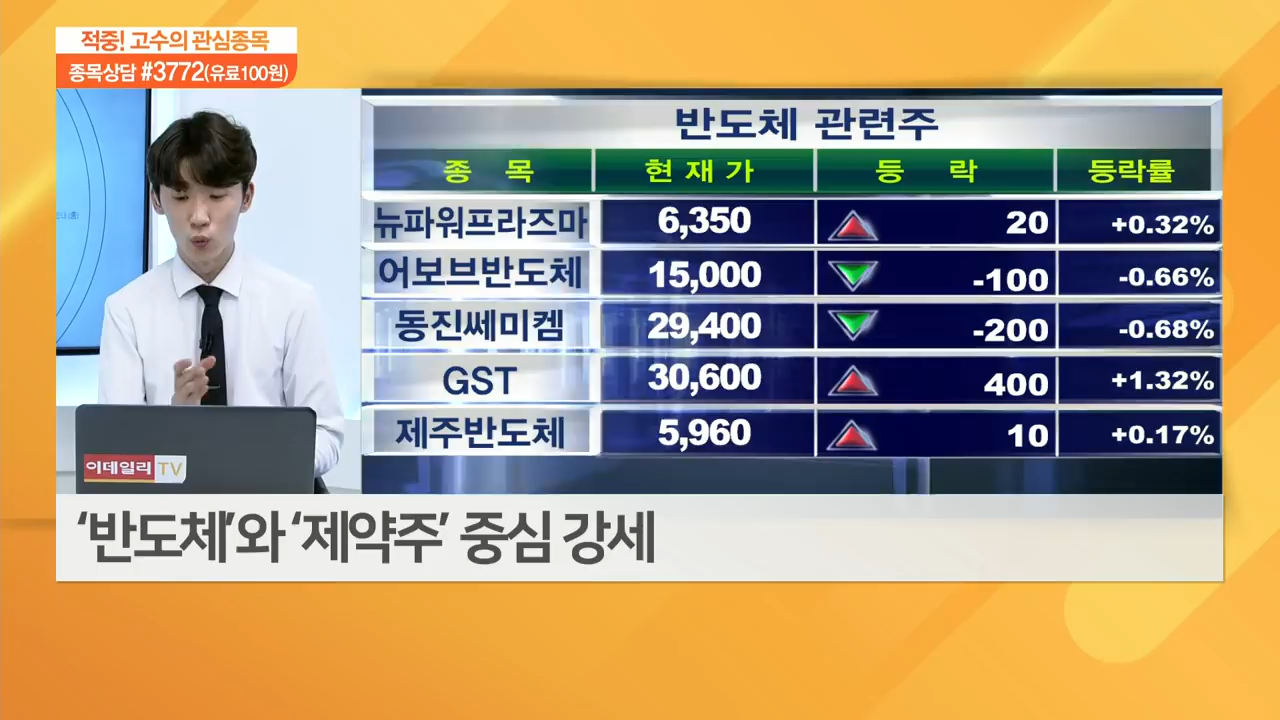 적중! 고수의 관심종목
종목상담 #3772(유료100원)
반도체 관련주
종 목 현재가 등 락 등락률
뉴파워프라즈마 6,350 20 +0.32%
어보브반도체 15,000 -100 -0.66%
동진쎄미켐 29,400 -200 -0.68%
GST 30,600 400 +1.32%
제주반도체 5,960 10 +0.17%
이데일리TV
‘반도체’와 ‘제약주’ 중심 강세